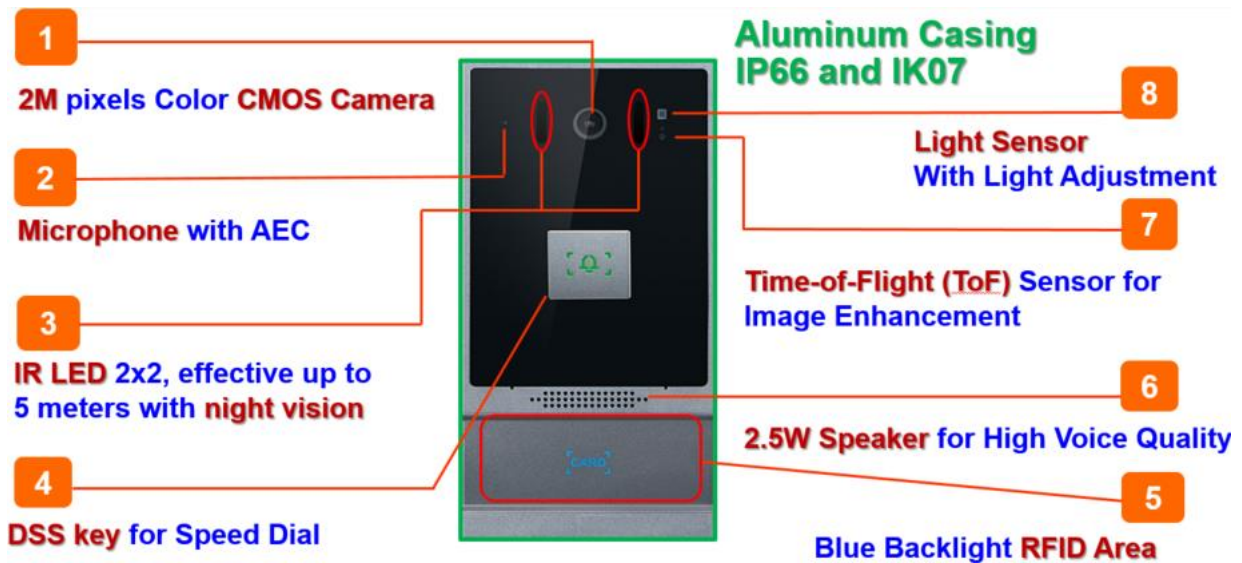 1
2M pixels Color CMOS Camera
2
Microphone with AEC
3
IR LED 2x2, effective up to
5 meters with night vision
4
DSS key for Speed Dial
CARD
Aluminum Casing
IP66 and IK07
8
Light Sensor
With Light Adjustment
7
Time-of-Flight (ToF) Sensor for
Image Enhancement
6
2.5W Speaker for High Voice Quality
5
Blue Backlight RFID Area